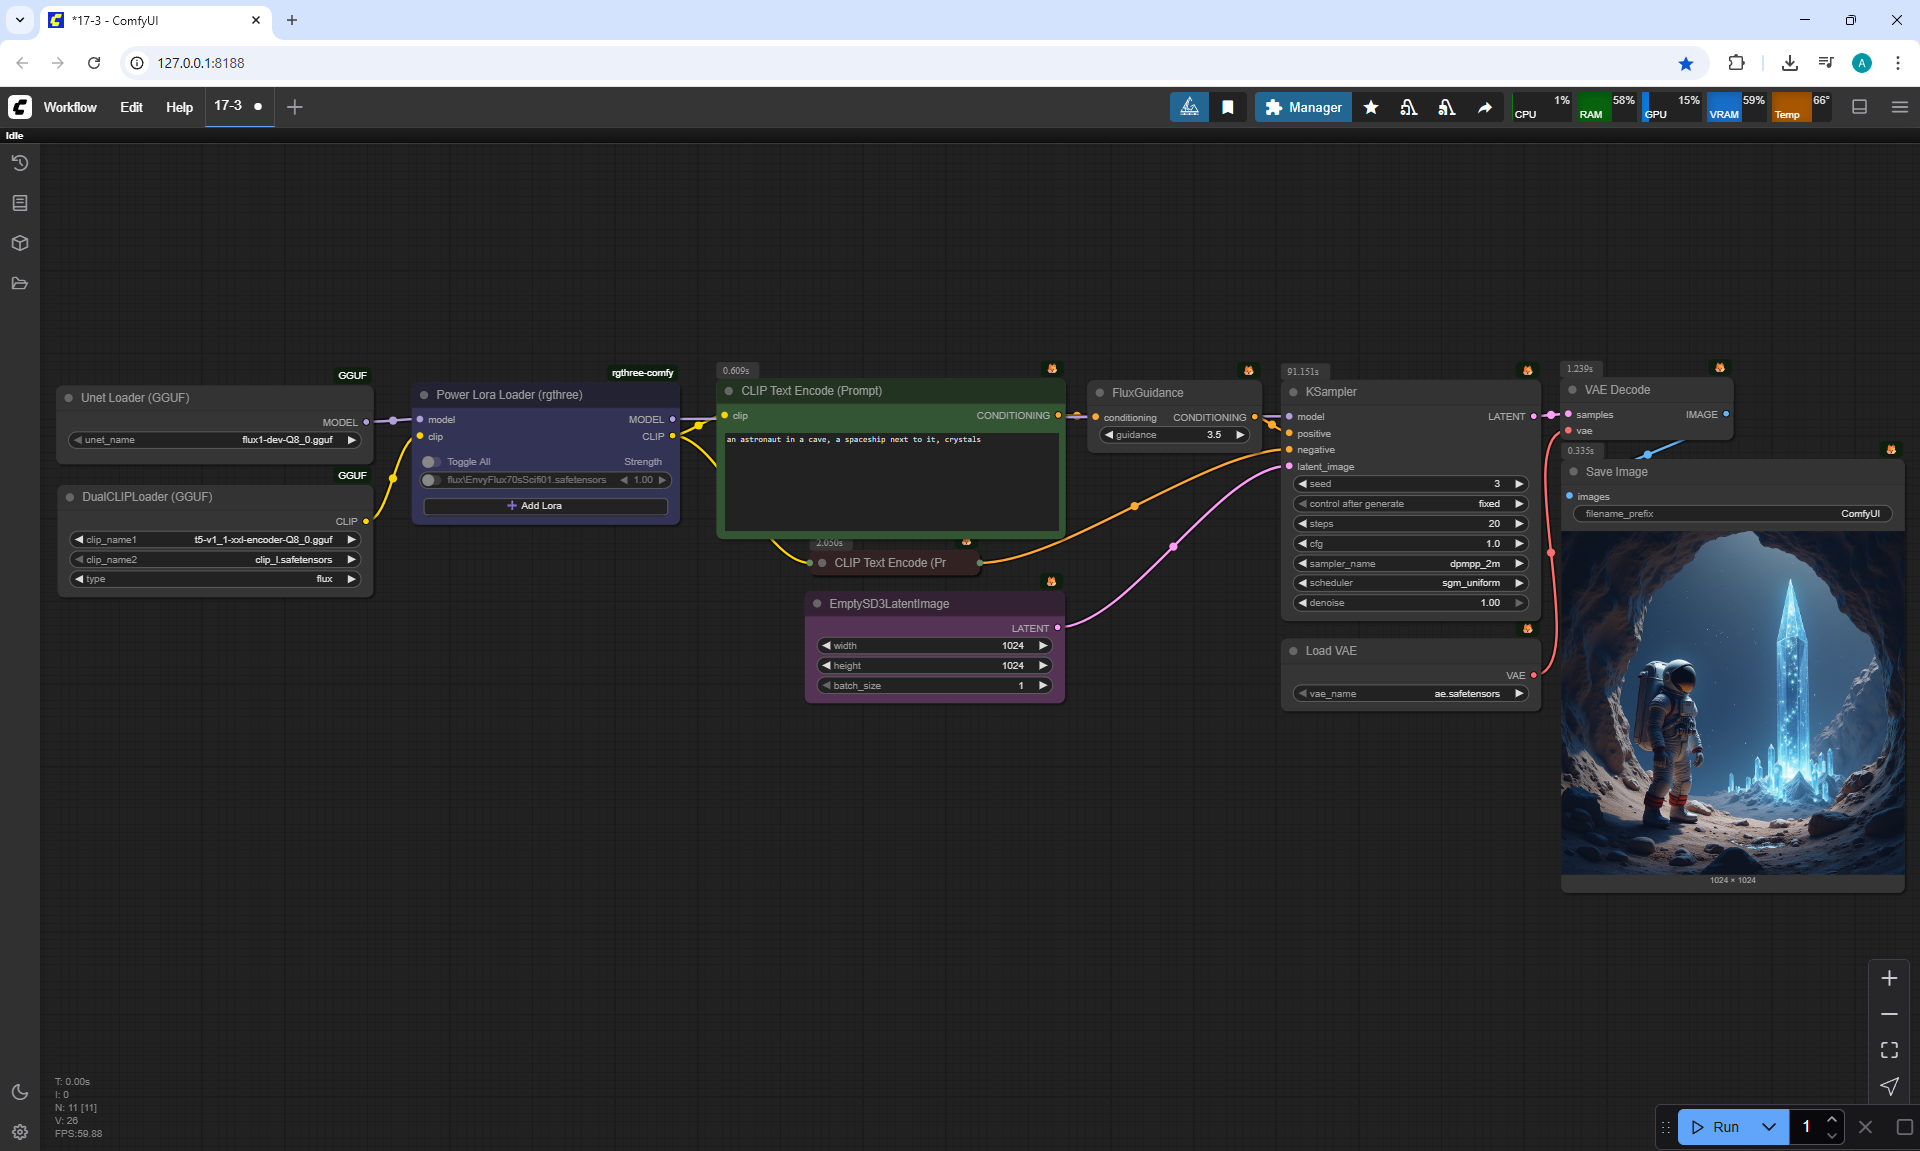 *17-3 - ComfyUI
127.0.0.1:8188
A
Workflow Edit Help 17-3
Manager
CPU 1% RAM 58% GPU 15% VRAM 59% Temp 66°
Idle
GGUF
Unet Loader (GGUF)
MODEL
unet_name flux1-dev-Q8_0.gguf
GGUF
DualCLIPLoader (GGUF)
CLIP
clip_name1 t5-v1_1-xxl-encoder-Q8_0.gguf
clip_name2 clip_l.safetensors
type flux
rgthree-comfy
Power Lora Loader (rgthree)
model MODEL
clip CLIP
Toggle All Strength
flux\EnvyFlux70sScifi01.safetensors 1.00
Add Lora
0.609s
CLIP Text Encode (Prompt)
clip CONDITIONING
an astronaut in a cave, a spaceship next to it, crystals
2.050s
CLIP Text Encode (Pr
EmptySD3LatentImage
LATENT
width 1024
height 1024
batch_size 1
FluxGuidance
conditioning CONDITIONING
guidance 3.5
91.151s
KSampler
model LATENT
positive
negative
latent_image
seed 3
control after generate fixed
steps 20
cfg 1.0
sampler_name dpmpp_2m
scheduler sgm_uniform
denoise 1.00
Load VAE
VAE
vae_name ae.safetensors
1.239s
VAE Decode
samples IMAGE
vae
0.335s
Save Image
images
filename_prefix ComfyUI
1024 × 1024
T: 0.00s
I: 0
N: 11 [11]
V: 26
FPS:59.88
Run 1